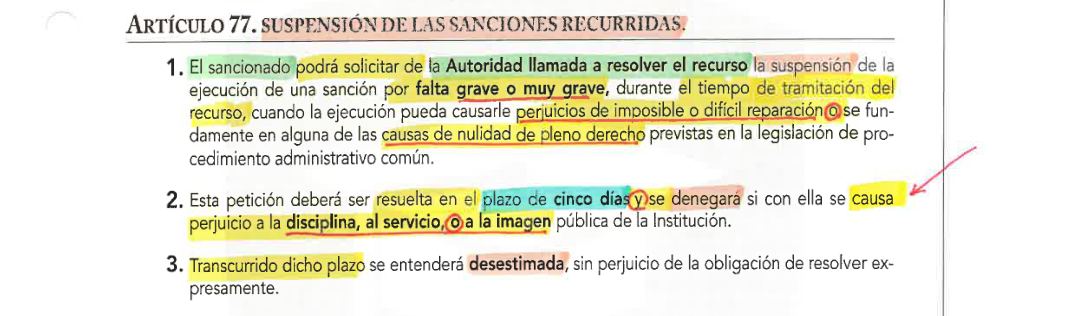 ARTÍCULO 77. SUSPENSIÓN DE LAS SANCIONES RECURRIDAS.
1. El sancionado podrá solicitar de la Autoridad llamada a resolver el recurso la suspensión de la
ejecución de una sanción por falta grave o muy grave, durante el tiempo de tramitación del
recurso, cuando la ejecución pueda causarle perjuicios de imposible o difícil reparación o se fun-
damente en alguna de las causas de nulidad de pleno derecho previstas en la legislación de pro-
cedimiento administrativo común.
2. Esta petición deberá ser resuelta en el plazo de cinco días y se denegará si con ella se causa
perjuicio a la disciplina, al servicio, o a la imagen pública de la Institución.
3. Transcurrido dicho plazo se entenderá desestimada, sin perjuicio de la obligación de resolver ex-
presamente.